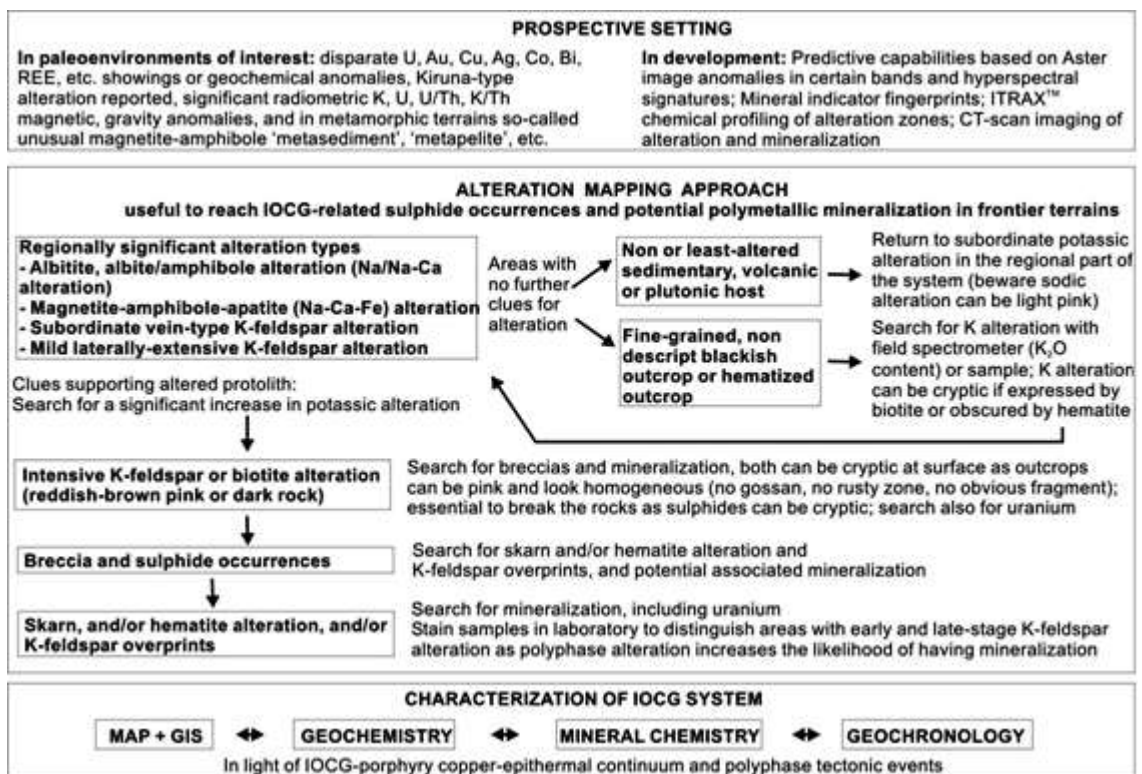 PROSPECTIVE SETTING
In paleoenvironments of interest: disparate U, Au, Cu, Ag, Co, Bi,
REE, etc. showings or geochemical anomalies, Kiruna-type
alteration reported, significant radiometric K, U, U/Th, K/Th
magnetic, gravity anomalies, and in metamorphic terrains so-called
unusual magnetite-amphibole ‘metasediment’, ‘metapelite’, etc.
In development: Predictive capabilities based on Aster
image anomalies in certain bands and hyperspectral
signatures; Mineral indicator fingerprints; ITRAX™
chemical profiling of alteration zones; CT-scan imaging of
alteration and mineralization
ALTERATION MAPPING APPROACH
useful to reach IOCG-related sulphide occurrences and potential polymetallic mineralization in frontier terrains
Regionally significant alteration types
- Albitite, albite/amphibole alteration (Na/Na-Ca
alteration)
- Magnetite-amphibole-apatite (Na-Ca-Fe) alteration
- Subordinate vein-type K-feldspar alteration
- Mild laterally-extensive K-feldspar alteration
Areas with
no further
clues for
alteration
Non or least-altered
sedimentary, volcanic
or plutonic host
Return to subordinate potassic
alteration in the regional part of
the system (beware sodic
alteration can be light pink)
Fine-grained, non
descript blackish
outcrop or hematized
outcrop
Search for K alteration with
field spectrometer (K₂O
content) or sample; K alteration
can be cryptic if expressed by
biotite or obscured by hematite
Clues supporting altered protolith:
Search for a significant increase in potassic alteration
Intensive K-feldspar or biotite alteration
(reddish-brown pink or dark rock)
Search for breccias and mineralization, both can be cryptic at surface as outcrops
can be pink and look homogeneous (no gossan, no rusty zone, no obvious fragment);
essential to break the rocks as sulphides can be cryptic; search also for uranium
Breccia and sulphide occurrences
Search for skarn and/or hematite alteration and
K-feldspar overprints, and potential associated mineralization
Skarn, and/or hematite alteration, and/or
K-feldspar overprints
Search for mineralization, including uranium
Stain samples in laboratory to distinguish areas with early and late-stage K-feldspar
alteration as polyphase alteration increases the likelihood of having mineralization
CHARACTERIZATION OF IOCG SYSTEM
MAP + GIS
GEOCHEMISTRY
MINERAL CHEMISTRY
GEOCHRONOLOGY
In light of IOCG-porphyry copper-epithermal continuum and polyphase tectonic events